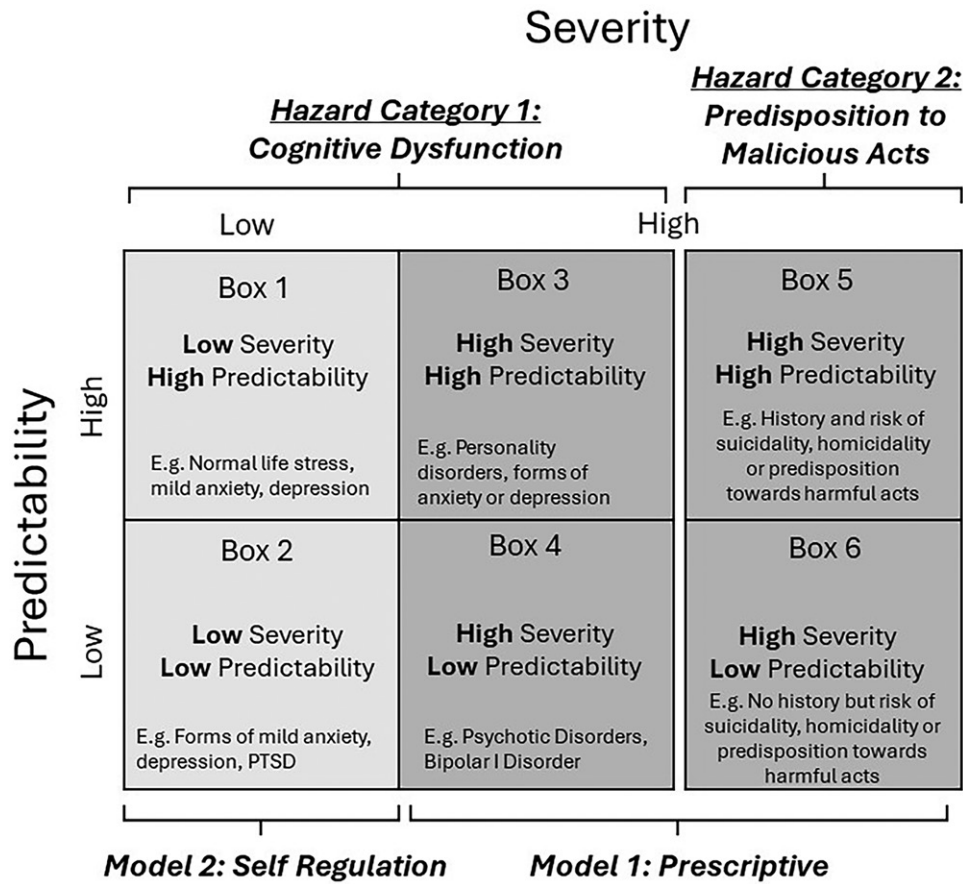 Severity
Hazard Category 1:
Cognitive Dysfunction
Hazard Category 2:
Predisposition to
Malicious Acts
Low
High
Predictability
High
Low
Box 1
Low Severity
High Predictability
E.g. Normal life stress,
mild anxiety, depression
Box 3
High Severity
High Predictability
E.g. Personality
disorders, forms of
anxiety or depression
Box 5
High Severity
High Predictability
E.g. History and risk of
suicidality, homicidality
or predisposition
towards harmful acts
Box 2
Low Severity
Low Predictability
E.g. Forms of mild anxiety,
depression, PTSD
Box 4
High Severity
Low Predictability
E.g. Psychotic Disorders,
Bipolar I Disorder
Box 6
High Severity
Low Predictability
E.g. No history but risk of
suicidality, homicidality or
predisposition towards
harmful acts
Model 2: Self Regulation
Model 1: Prescriptive